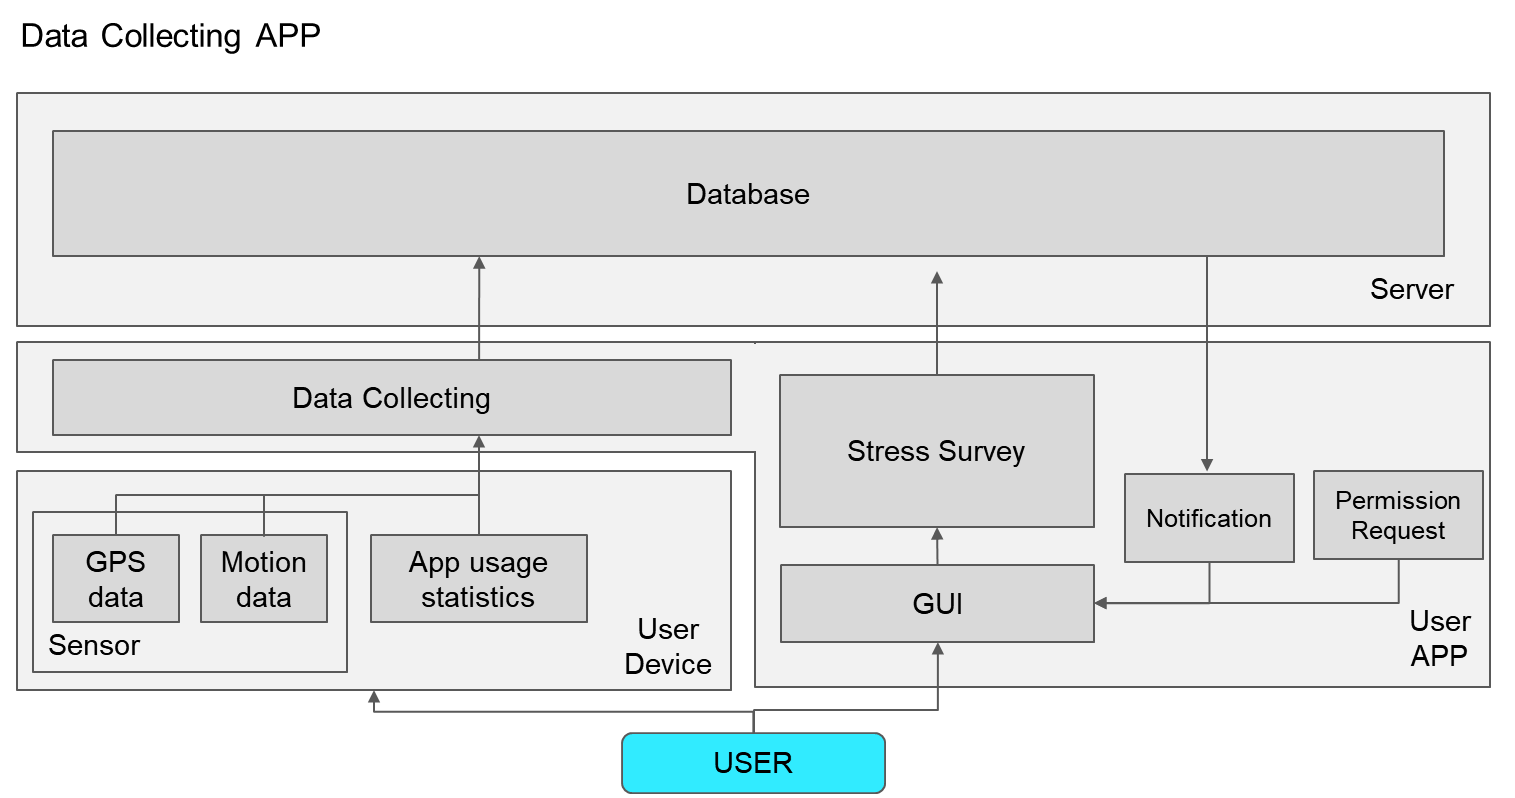 Data Collecting APP
Database
Server
Data Collecting
Stress Survey
Notification
Permission
Request
GPS
data
Motion
data
App usage
statistics
Sensor
User
Device
GUI
User
APP
USER